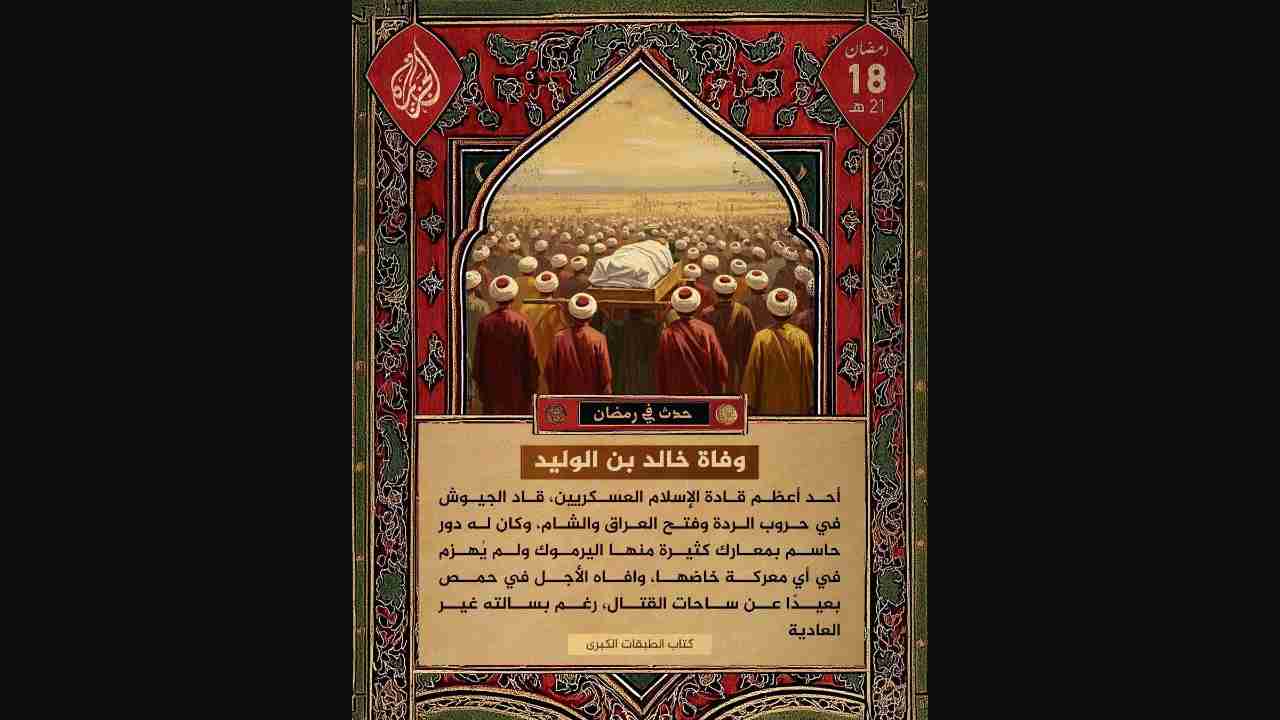 الجزيرة
رمضان
18
21 هـ
حدث في رمضان
وفاة خالد بن الوليد
أحد أعظم قادة الإسلام العسكريين، قاد الجيوش
في حروب الردة وفتح العراق والشام، وكان له دور
حاسم بمعارك كثيرة منها اليرموك ولم يُهزم
في أي معركة خاضها، وافاه الأجل في حمص
بعيدًا عن ساحات القتال، رغم بسالته غير
العادية
كتاب الطبقات الكبرى